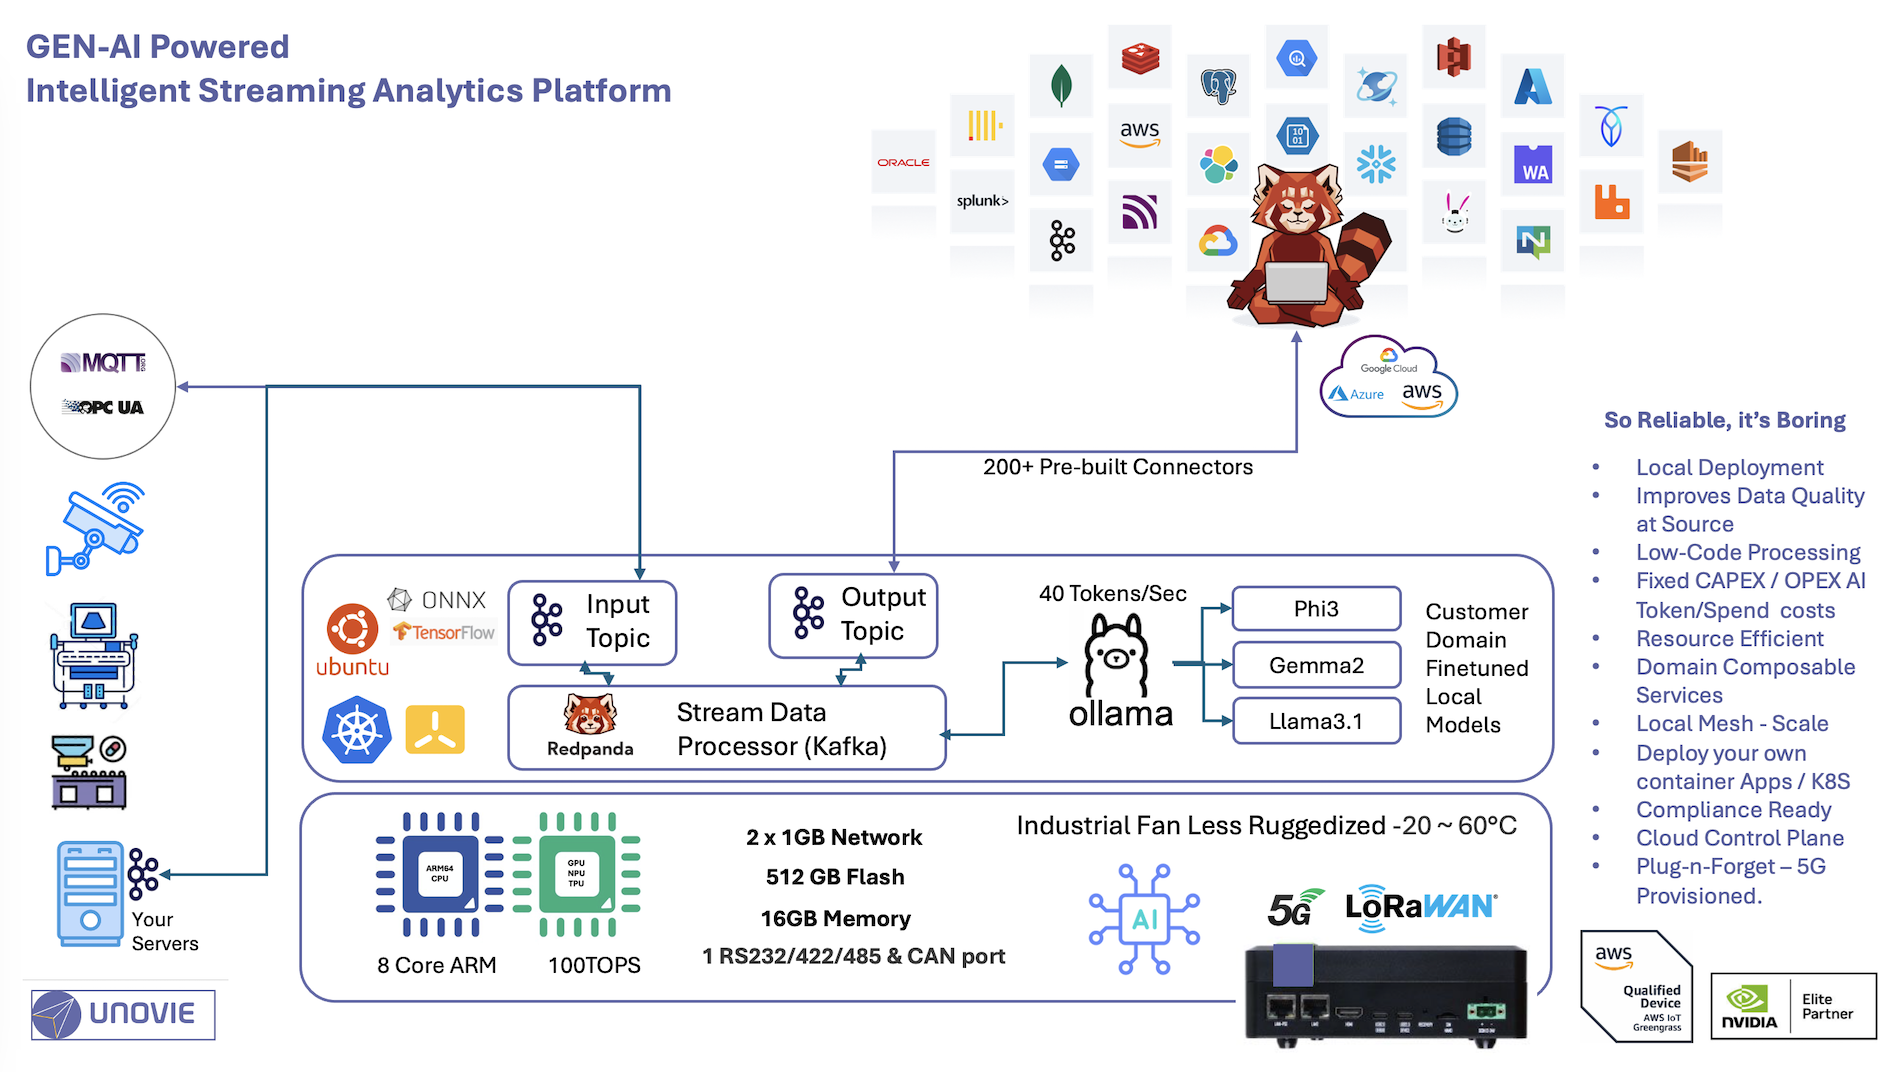 GEN-AI Powered
Intelligent Streaming Analytics Platform
ORACLE
splunk>
aws
10
01
WA
N
MQTT
.ORG
OPC UA
Google Cloud
Azure
aws
200+ Pre-built Connectors
ubuntu
ONNX
TensorFlow
Input
Topic
Output
Topic
Redpanda
Stream Data
Processor (Kafka)
40 Tokens/Sec
ollama
Phi3
Gemma2
Llama3.1
Customer
Domain
Finetuned
Local
Models
Your
Servers
ARM64
CPU
8 Core ARM
GPU
NPU
TPU
100TOPS
2 x 1GB Network
512 GB Flash
16GB Memory
1 RS232/422/485 & CAN port
Industrial Fan Less Ruggedized -20 ~ 60°C
AI
5G
LoRaWAN
So Reliable, it's Boring
• Local Deployment
• Improves Data Quality
at Source
• Low-Code Processing
• Fixed CAPEX / OPEX AI
Token/Spend costs
• Resource Efficient
• Domain Composable
Services
• Local Mesh - Scale
• Deploy your own
container Apps / K8S
• Compliance Ready
• Cloud Control Plane
• Plug-n-Forget – 5G
Provisioned.
UNOVIE
aws
Qualified
Device
AWS IoT
Greengrass
NVIDIA
Elite
Partner